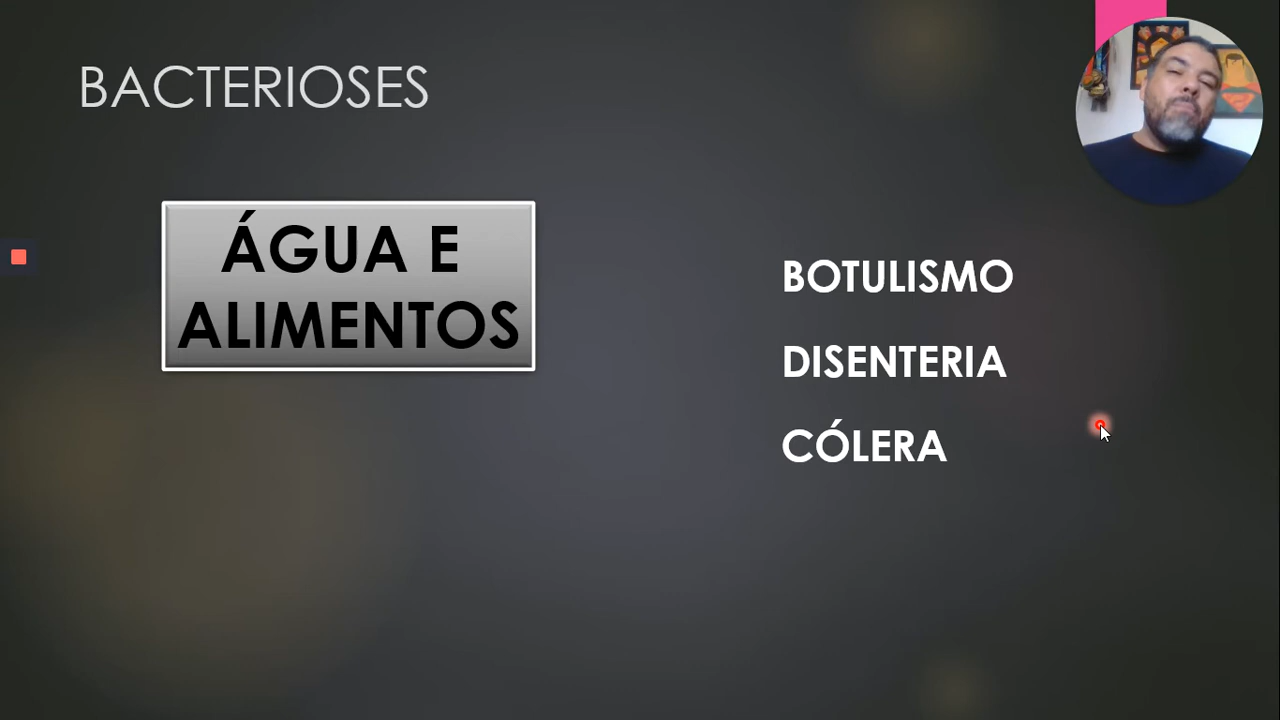 BACTERIOSES
ÁGUA E
ALIMENTOS
BOTULISMO
DISENTERIA
CÓLERA